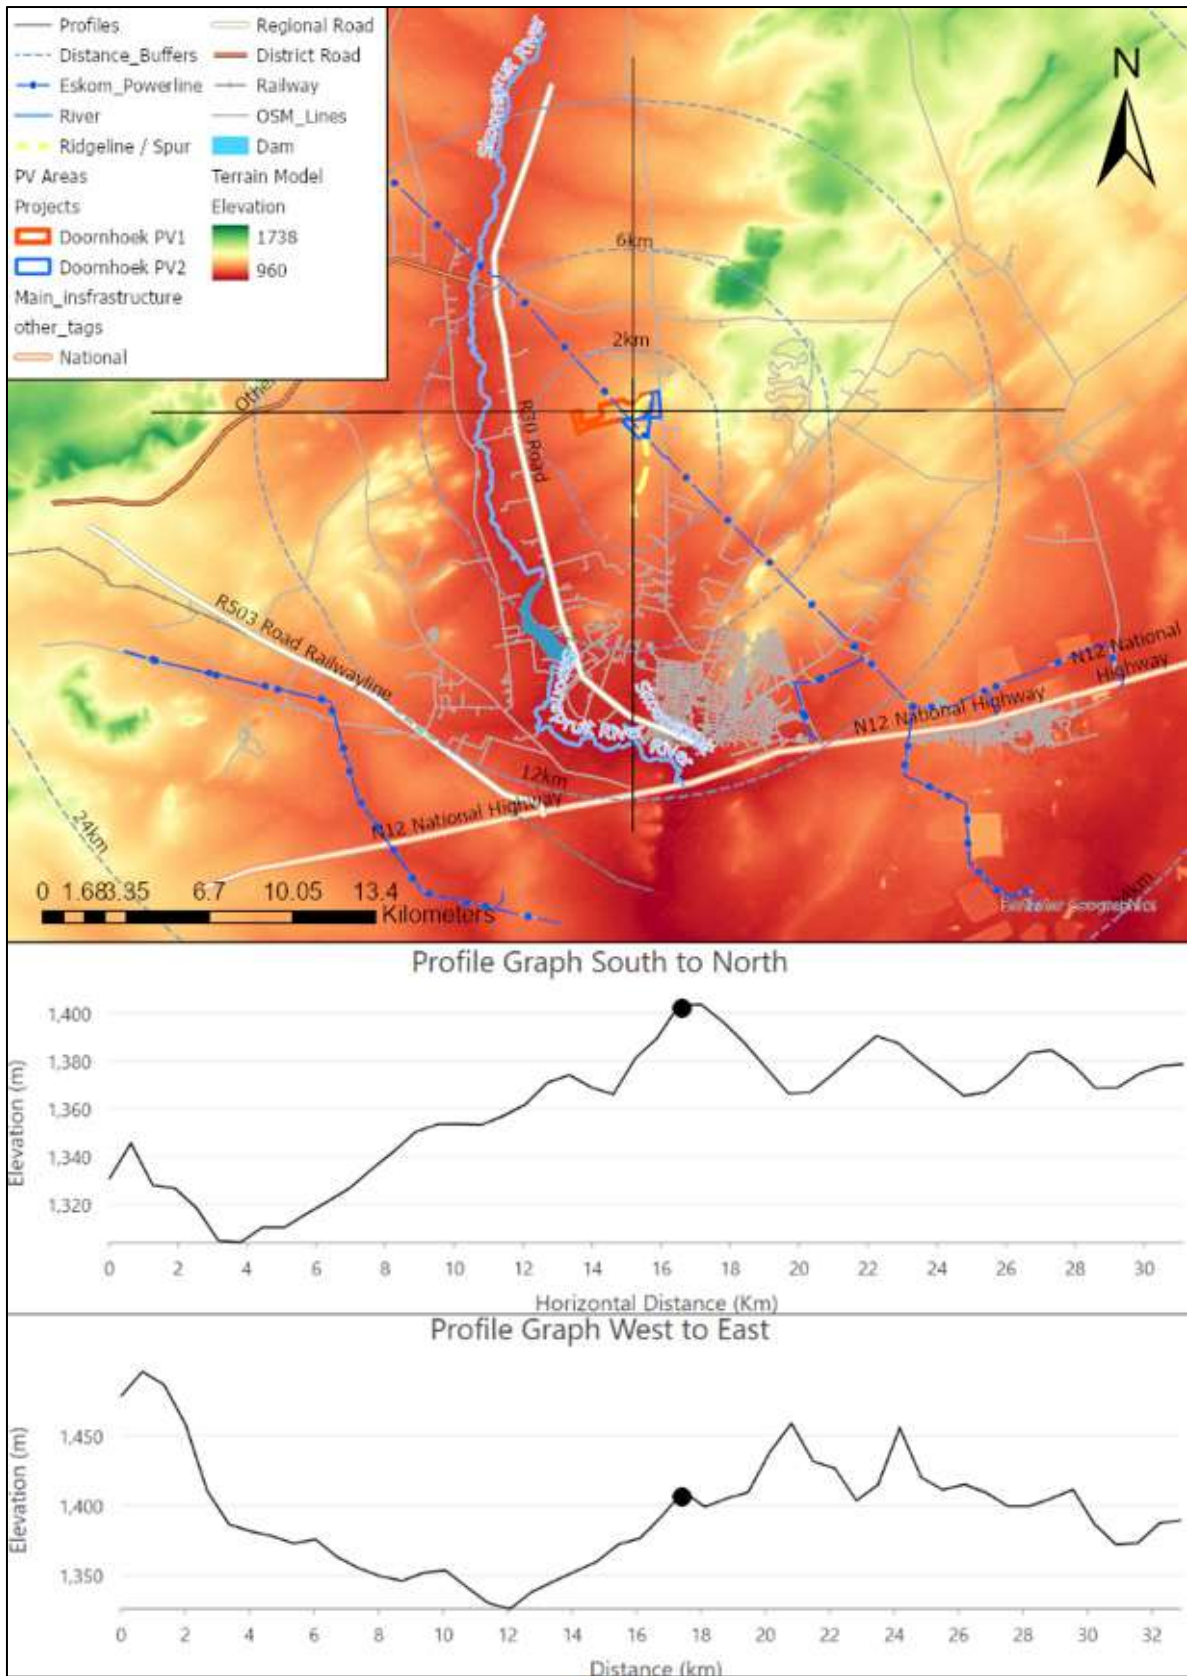 Profiles
Distance_Buffers
Eskom_Powerline
River
Ridgeline / Spur
PV Areas
Projects
Doornhoek PV1
Doornhoek PV2
Main_insfrastructure
other_tags
National
Regional Road
District Road
Railway
OSM_Lines
Dam
Terrain Model
Elevation
1738
960
N
River
6km
2km
Other
R30 Road
R503 Road Railwayline
N12 National
Highway
N12 National Highway
River
12km
N12 National Highway
24km
0 1.68 3.35 6.7 10.05 13.4
Kilometers
Profile Graph South to North
Elevation (m)
1,400
1,380
1,360
1,340
1,320
0 2 4 6 8 10 12 14 16 18 20 22 24 26 28 30
Horizontal Distance (Km)
Profile Graph West to East
Elevation (m)
1,450
1,400
1,350
0 2 4 6 8 10 12 14 16 18 20 22 24 26 28 30 32
Distance (km)